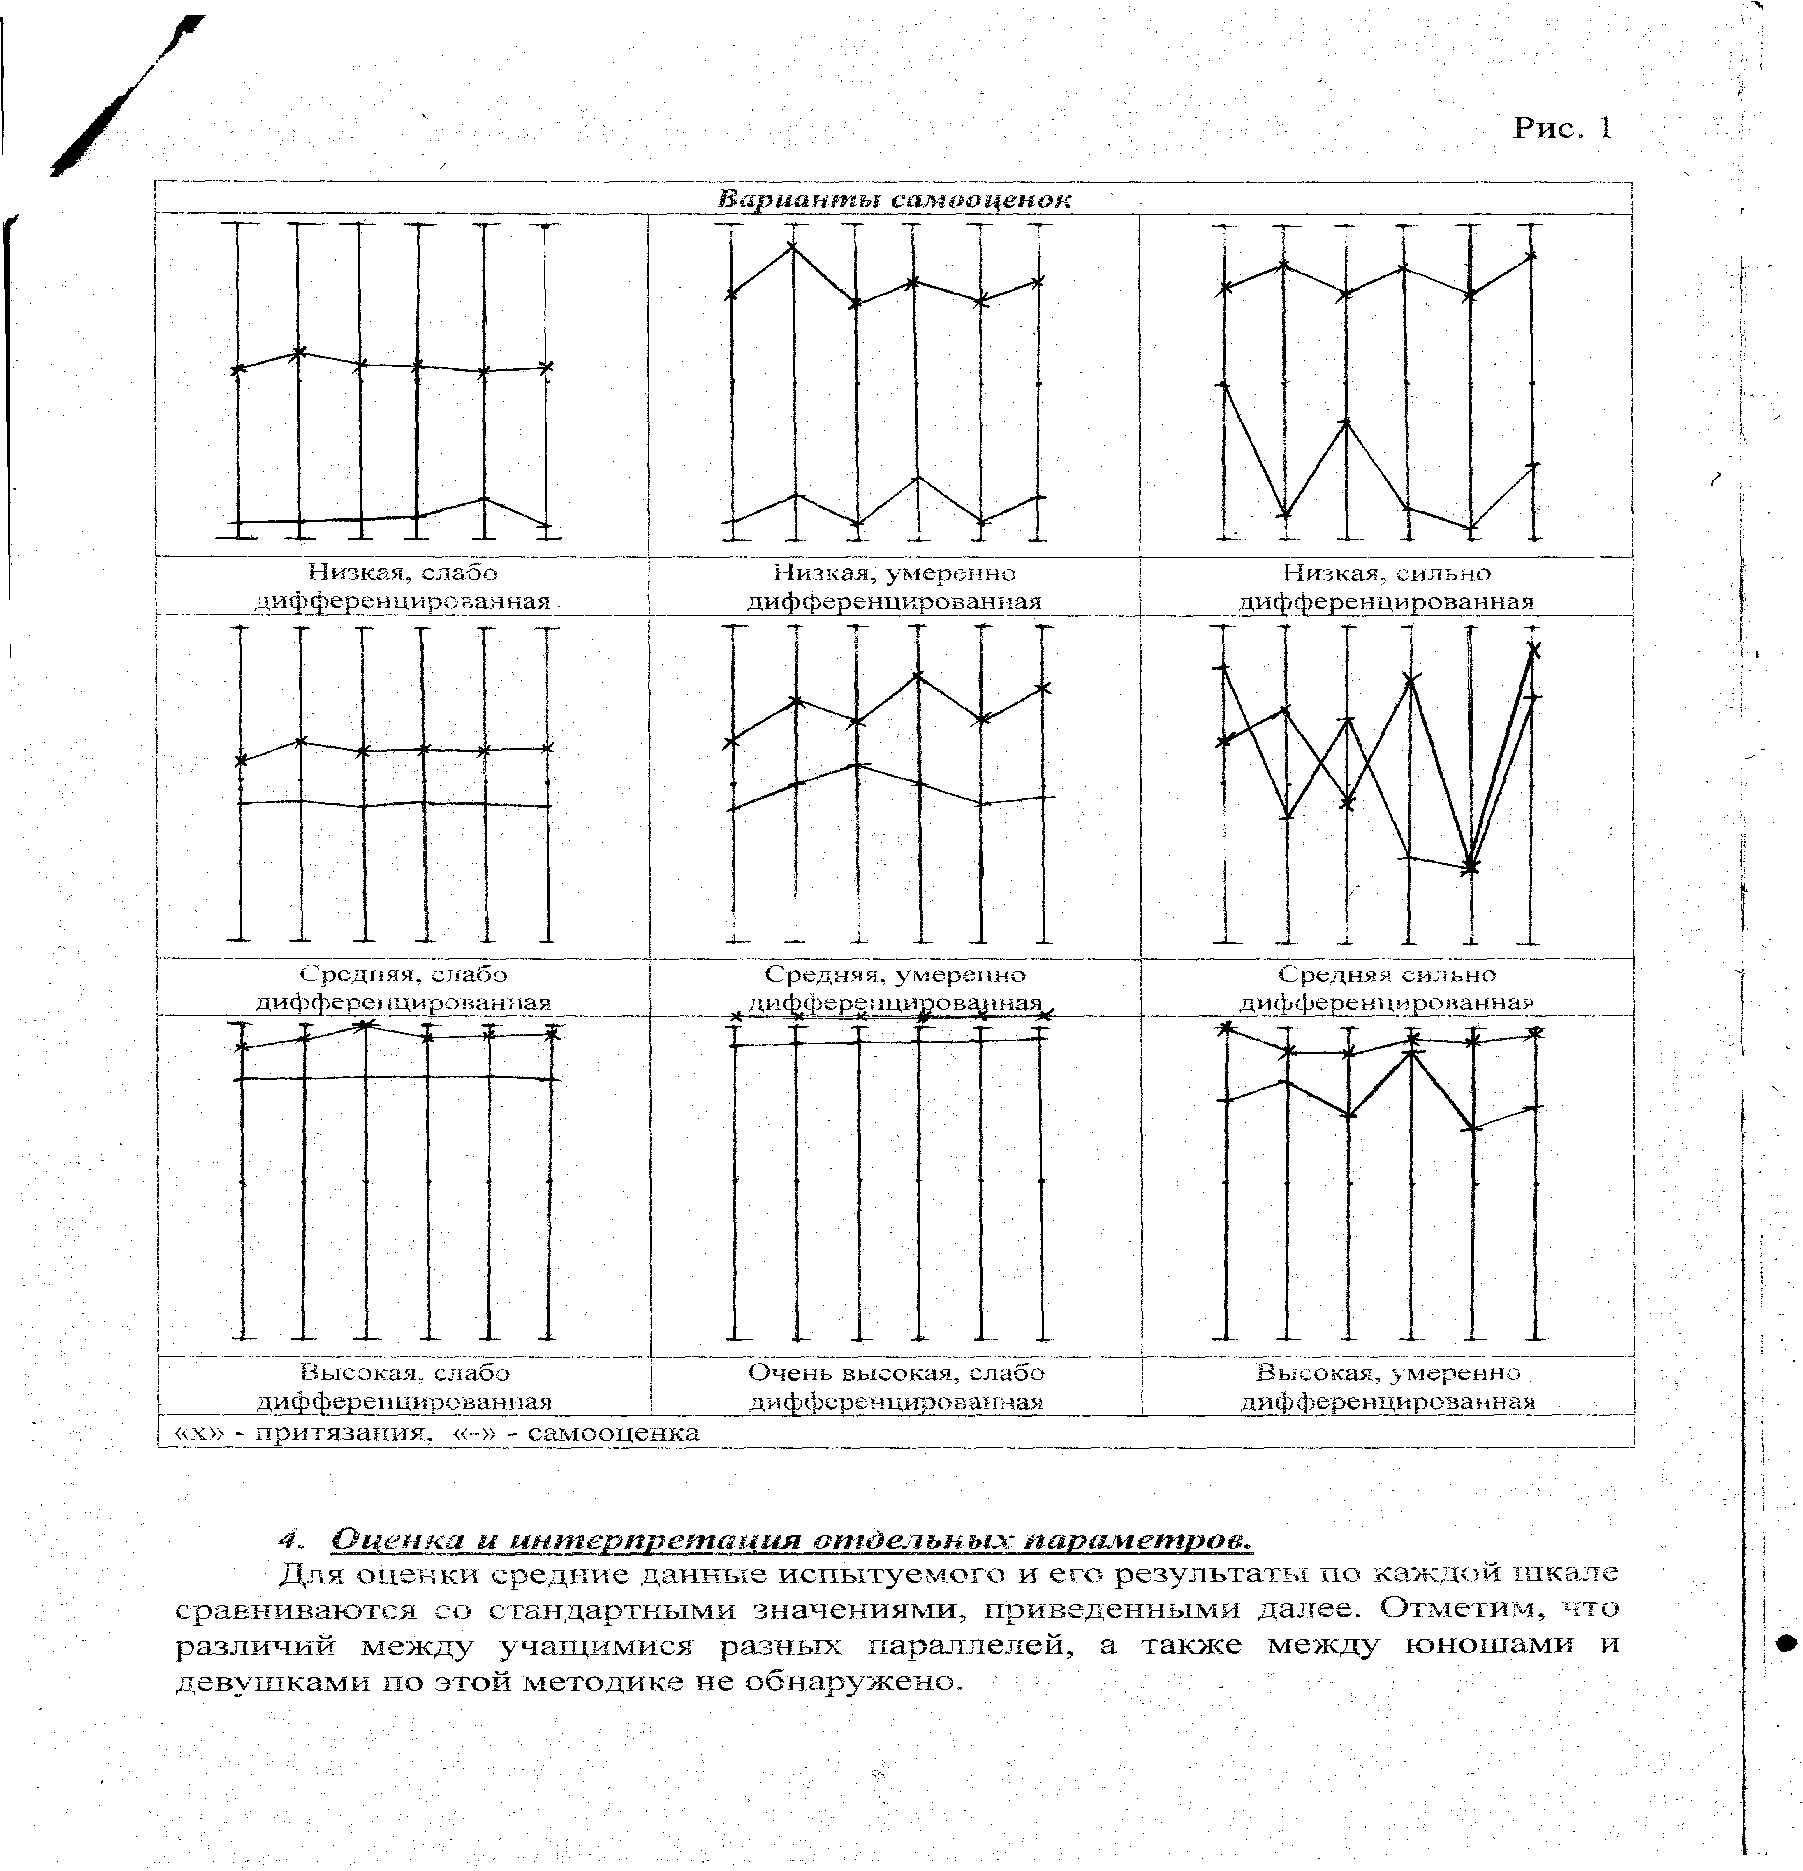 Рис. 1
Варианты самооценок
Низкая, слабо
дифференцированная
Низкая, умеренно
дифференцированная
Низкая, сильно
дифференцированная
Средняя, слабо
дифференцированная
Средняя, умеренно
дифференцированная
Средняя сильно
дифференцированная
Высокая, слабо
дифференцированная
Очень высокая, слабо
дифференцированная
Высокая, умеренно
дифференцированная
«х» - притязания, «-» - самооценка
4. Оценка и интерпретация отдельных параметров.
Для оценки средние данные испытуемого и его результаты по каждой шкале
сравниваются со стандартными значениями, приведенными далее. Отметим, что
различий между учащимися разных параллелей, а также между юношами и
девушками по этой методике не обнаружено.